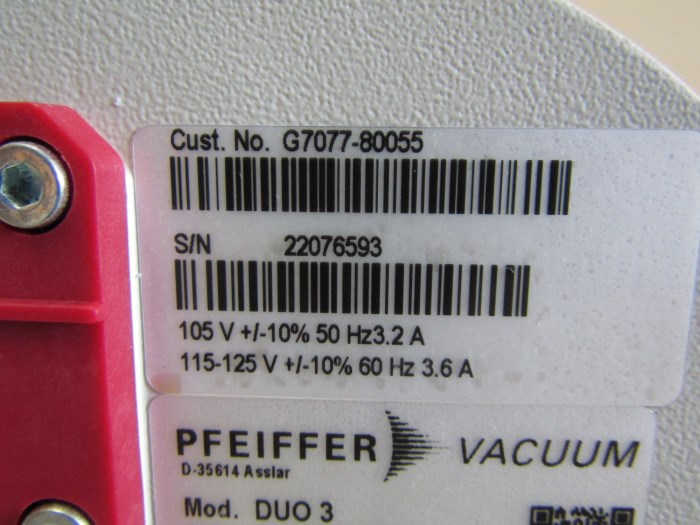 Cust. No. G7077-80055
S/N 22076593
105 V +/-10% 50 Hz3.2 A
115-125 V +/-10% 60 Hz 3.6 A
PFEIFFER VACUUM
D-35614 Asslar
Mod. DUO 3